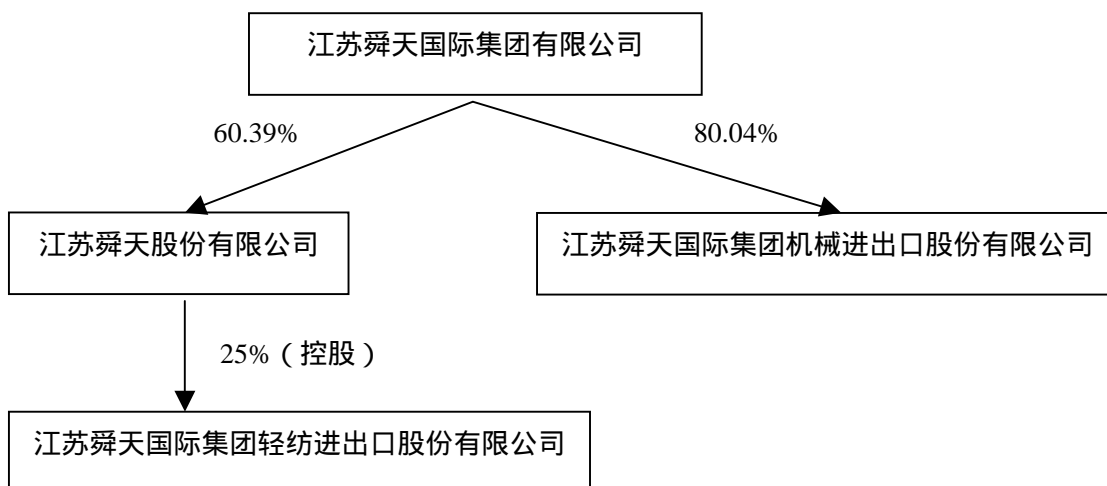 江苏舜天国际集团有限公司
60.39%
80.04%
江苏舜天股份有限公司
江苏舜天国际集团机械进出口股份有限公司
25%（控股）
江苏舜天国际集团轻纺进出口股份有限公司